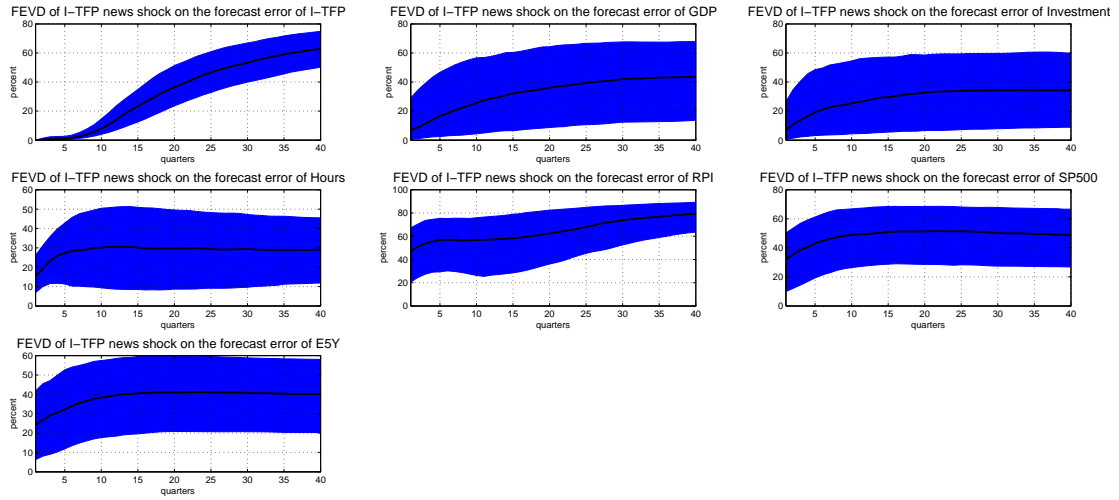 FEVD of I−TFP news shock on the forecast error of I−TFP
80
60
40
20
0
percent
5 10 15 20 25 30 35 40
quarters
FEVD of I−TFP news shock on the forecast error of GDP
80
60
40
20
0
percent
5 10 15 20 25 30 35 40
quarters
FEVD of I−TFP news shock on the forecast error of Investment
80
60
40
20
0
percent
5 10 15 20 25 30 35 40
quarters
FEVD of I−TFP news shock on the forecast error of Hours
60
50
40
30
20
10
0
percent
5 10 15 20 25 30 35 40
quarters
FEVD of I−TFP news shock on the forecast error of RPI
100
80
60
40
20
0
percent
5 10 15 20 25 30 35 40
quarters
FEVD of I−TFP news shock on the forecast error of SP500
80
60
40
20
0
percent
5 10 15 20 25 30 35 40
quarters
FEVD of I−TFP news shock on the forecast error of E5Y
60
50
40
30
20
10
0
percent
5 10 15 20 25 30 35 40
quarters